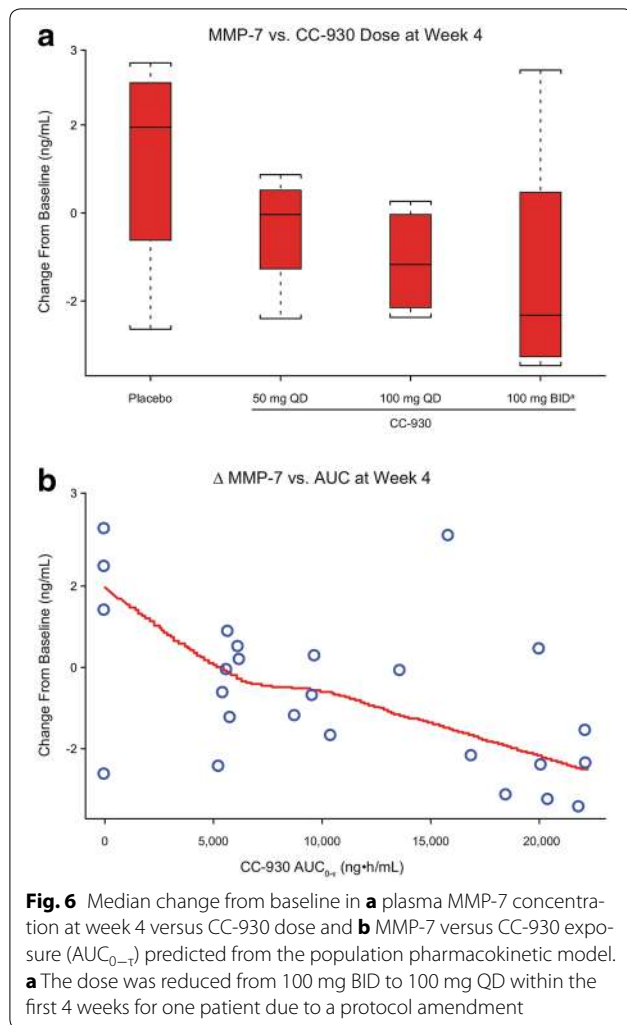 a
MMP-7 vs. CC-930 Dose at Week 4
Change From Baseline (ng/mL)
3
2
0
-2
Placebo
50 mg QD
100 mg QD
100 mg BIDᵃ
CC-930
b
Δ MMP-7 vs. AUC at Week 4
Change From Baseline (ng/mL)
3
2
0
-2
0
5,000
10,000
15,000
20,000
CC-930 AUC₀₋τ (ng•h/mL)
Fig. 6 Median change from baseline in a plasma MMP-7 concentra-
tion at week 4 versus CC-930 dose and b MMP-7 versus CC-930 expo-
sure (AUC₀₋τ) predicted from the population pharmacokinetic model.
a The dose was reduced from 100 mg BID to 100 mg QD within the
first 4 weeks for one patient due to a protocol amendment